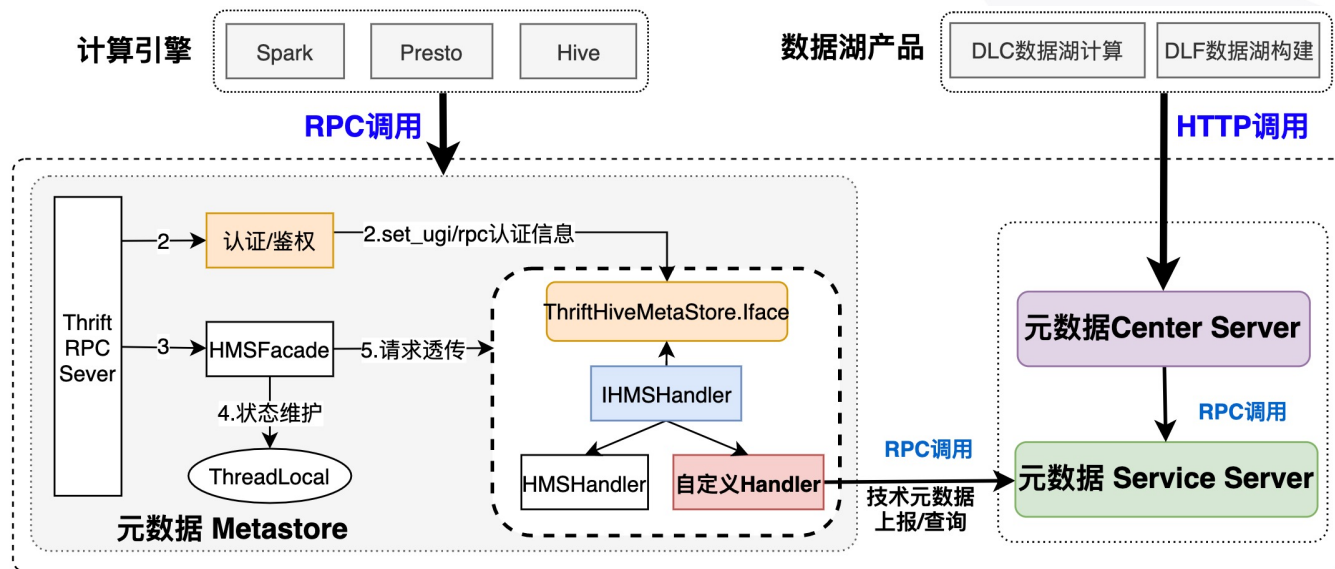 计算引擎
Spark
Presto
Hive
数据湖产品
DLC数据湖计算
DLF数据湖构建
RPC调用
HTTP调用
Thrift
RPC
Sever
2
认证/鉴权
2.set_ugi/rpc认证信息
ThriftHiveMetaStore.Iface
3
HMSFacade
5.请求透传
4.状态维护
ThreadLocal
IHMSHandler
HMSHandler
自定义Handler
元数据 Metastore
RPC调用
技术元数据
上报/查询
元数据Center Server
RPC调用
元数据 Service Server